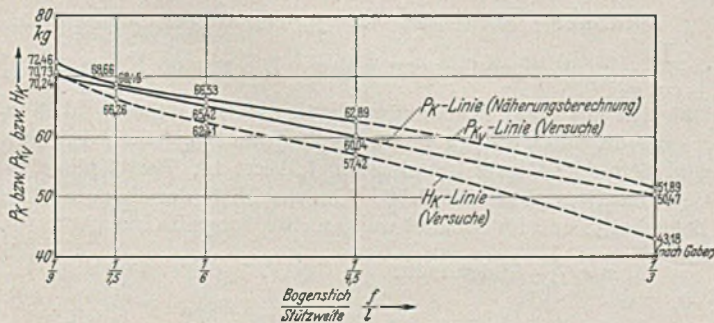 80
kg
70
60
50
40
P_K bzw. P_Kv bzw. H_K
72,46
70,73
70,24
68,66
68,46
66,26
66,53
65,42
62,41
62,89
60,04
57,42
P_K-Linie (Näherungsberechnung)
P_Kv-Linie (Versuche)
H_K-Linie
(Versuche)
51,89
50,47
43,18
(nach Gaber)
1/9
1/7,5
1/6
1/4,5
1/3
Bogenstich f
Stützweite l